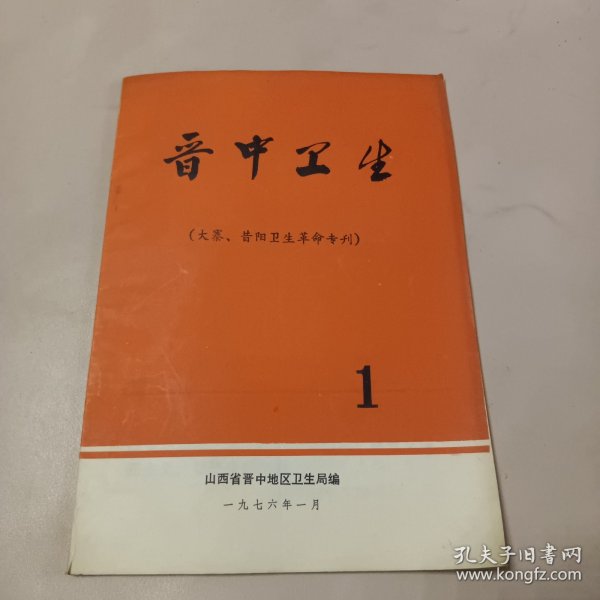 晋中卫生
（大寨、昔阳卫生革命专刊）
1
山西省晋中地区卫生局编
一九七六年一月
孔夫子旧书网
www.kongfz.com